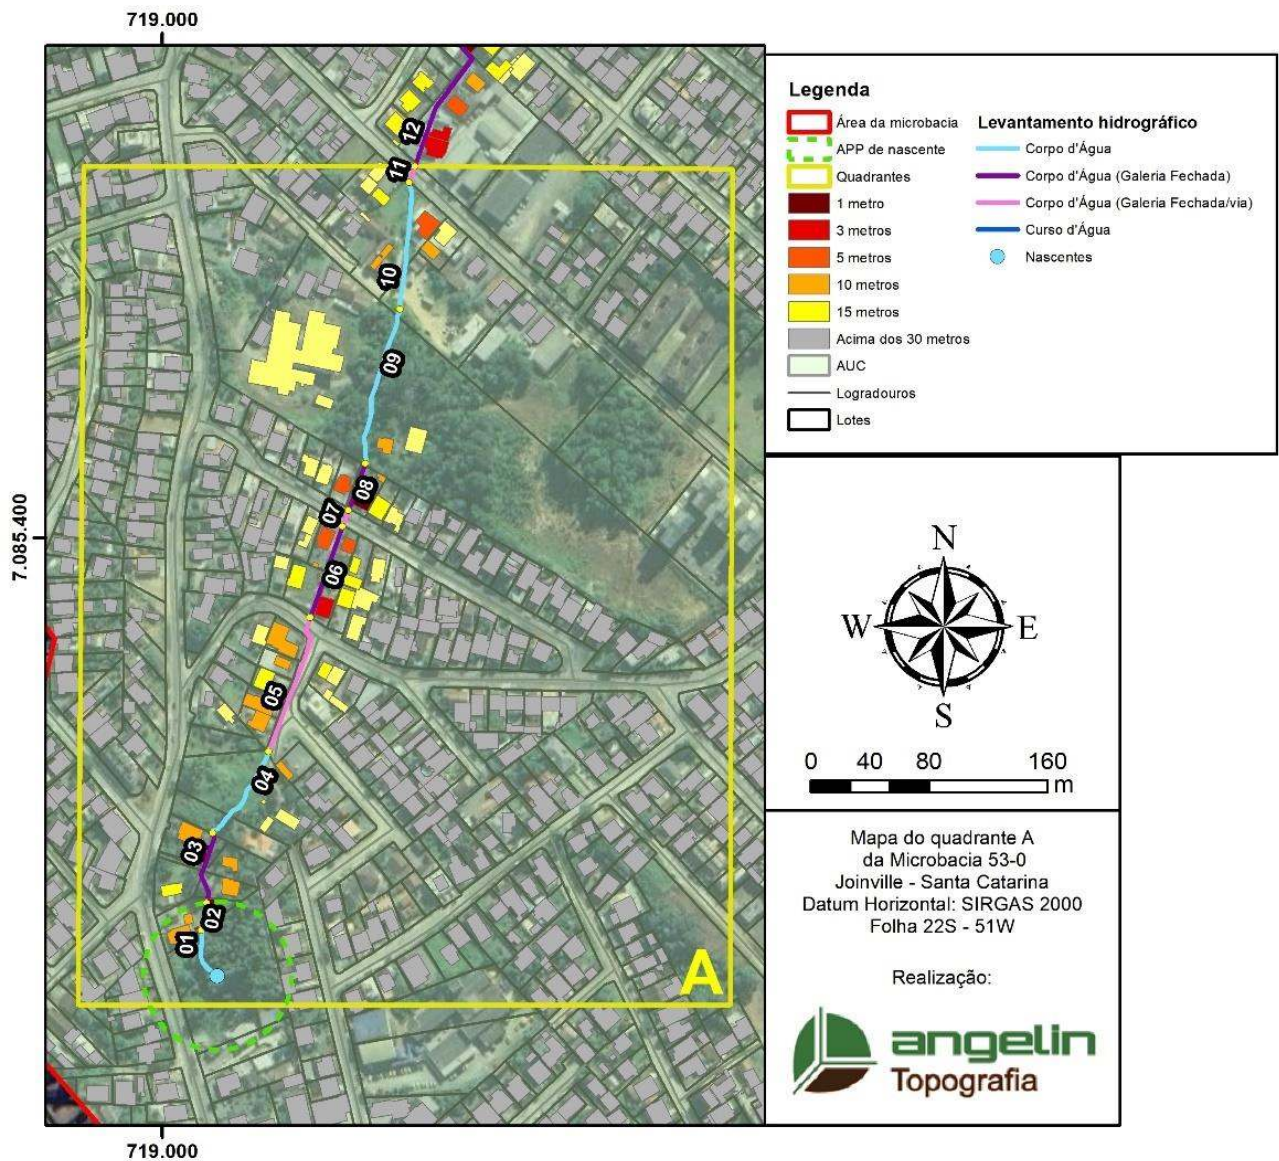 719.000
Legenda
Área da microbacia
APP de nascente
Quadrantes
1 metro
3 metros
5 metros
10 metros
15 metros
Acima dos 30 metros
AUC
Logradouros
Lotes
Levantamento hidrográfico
Corpo d'Água
Corpo d'Água (Galeria Fechada)
Corpo d'Água (Galeria Fechada/via)
Curso d'Água
Nascentes
12
11
10
09
08
07
06
05
04
03
02
01
A
7.085.400
719.000
N
W
E
S
0 40 80 160
m
Mapa do quadrante A
da Microbacia 53-0
Joinville - Santa Catarina
Datum Horizontal: SIRGAS 2000
Folha 22S - 51W
Realização:
angelin
Topografia